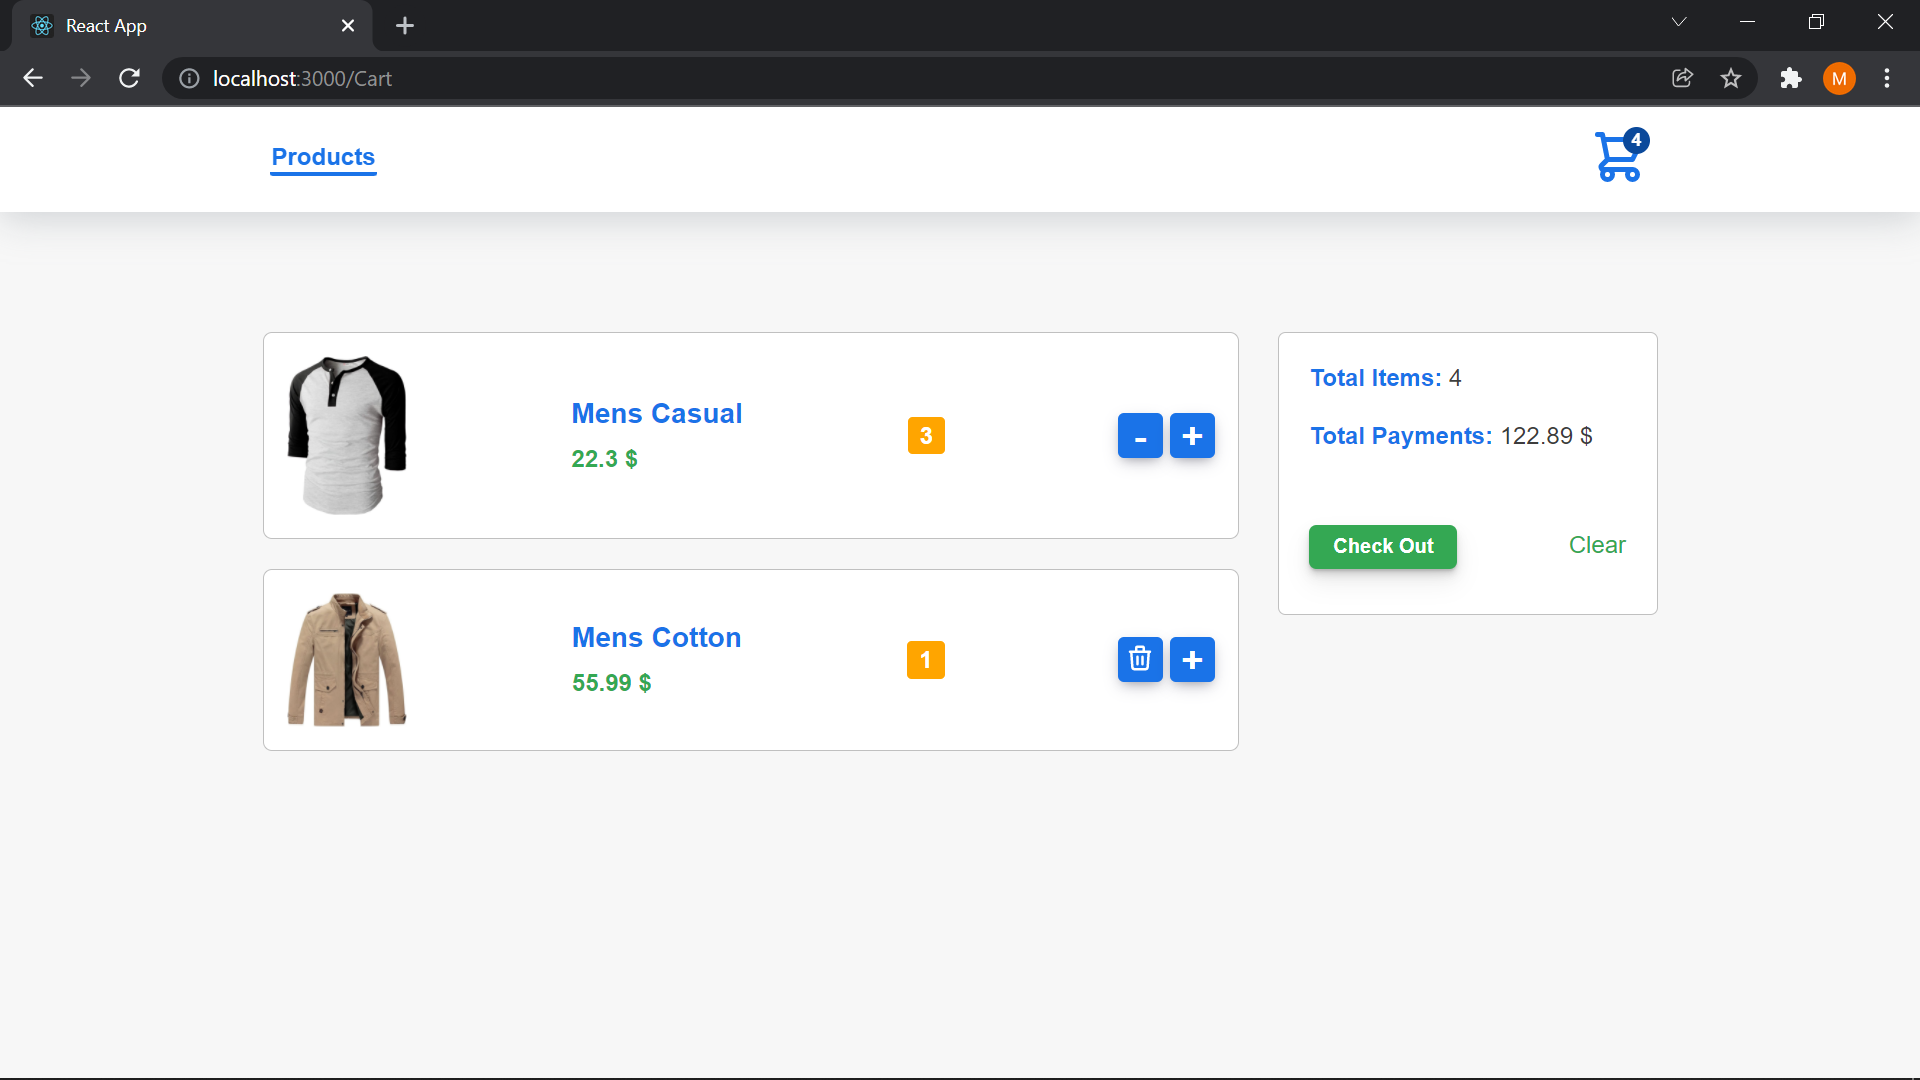 React App
localhost:3000/Cart
M
Products
4
Mens Casual
22.3 $
3
-
+
Mens Cotton
55.99 $
1
+
Total Items: 4
Total Payments: 122.89 $
Check Out
Clear